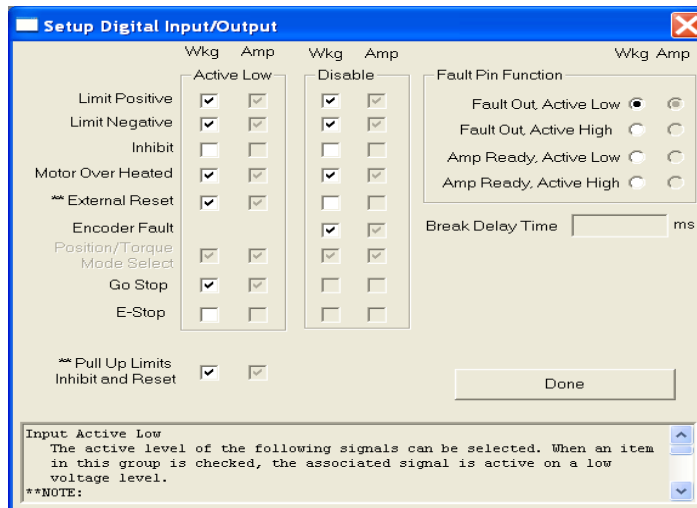 Setup Digital Input/Output
Wkg Amp Wkg Amp Wkg Amp
Active Low Disable Fault Pin Function
Limit Positive Fault Out, Active Low
Limit Negative Fault Out, Active High
Inhibit Amp Ready, Active Low
Motor Over Heated Amp Ready, Active High
** External Reset
Encoder Fault Break Delay Time ms
Position/Torque
Mode Select
Go Stop
E-Stop
** Pull Up Limits
Inhibit and Reset
Done
Input Active Low
The active level of the following signals can be selected. When an item
in this group is checked, the associated signal is active on a low
voltage level.
**NOTE: